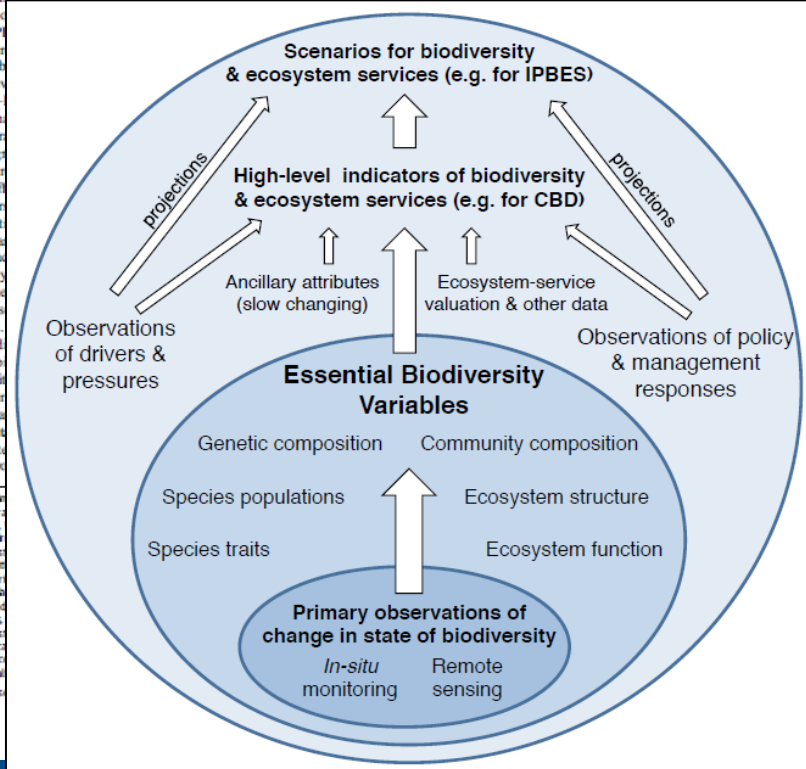 Scenarios for biodiversity
& ecosystem services (e.g. for IPBES)
projections
projections
High-level indicators of biodiversity
& ecosystem services (e.g. for CBD)
Ancillary attributes
(slow changing)
Ecosystem-service
valuation & other data
Observations
of drivers &
pressures
Observations of policy
& management
responses
Essential Biodiversity
Variables
Genetic composition
Community composition
Species populations
Ecosystem structure
Species traits
Ecosystem function
Primary observations of
change in state of biodiversity
In-situ
monitoring
Remote
sensing